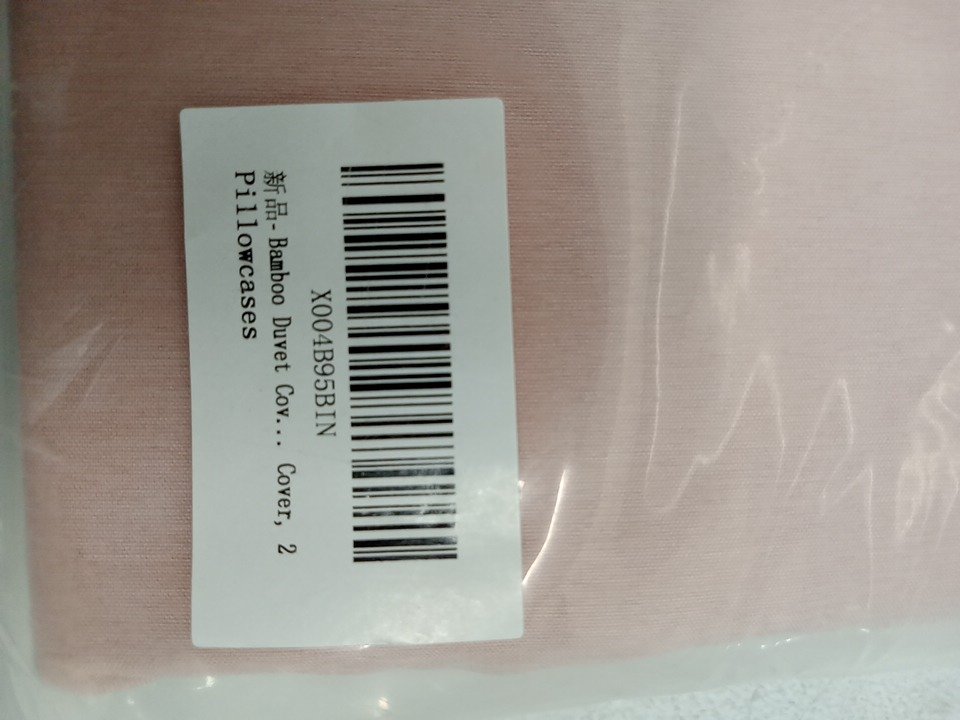 X004B95BIN
新品- Bamboo Duvet Cov... Cover, 2
Pillowcases